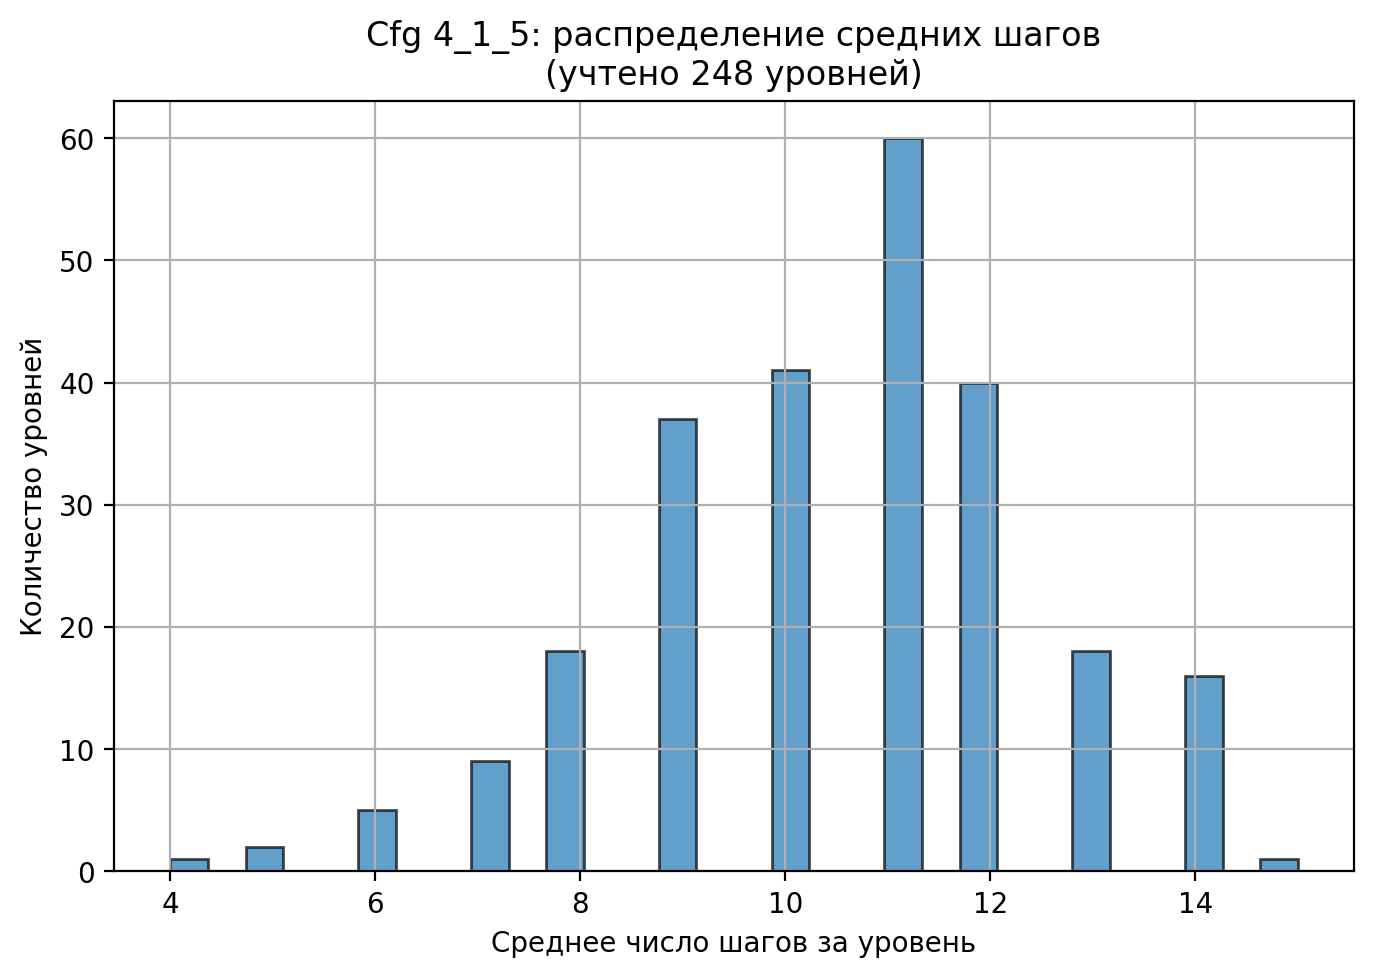 Cfg 4_1_5: распределение средних шагов
(учтено 248 уровней)
Количество уровней
60
50
40
30
20
10
0
4 6 8 10 12 14
Среднее число шагов за уровень